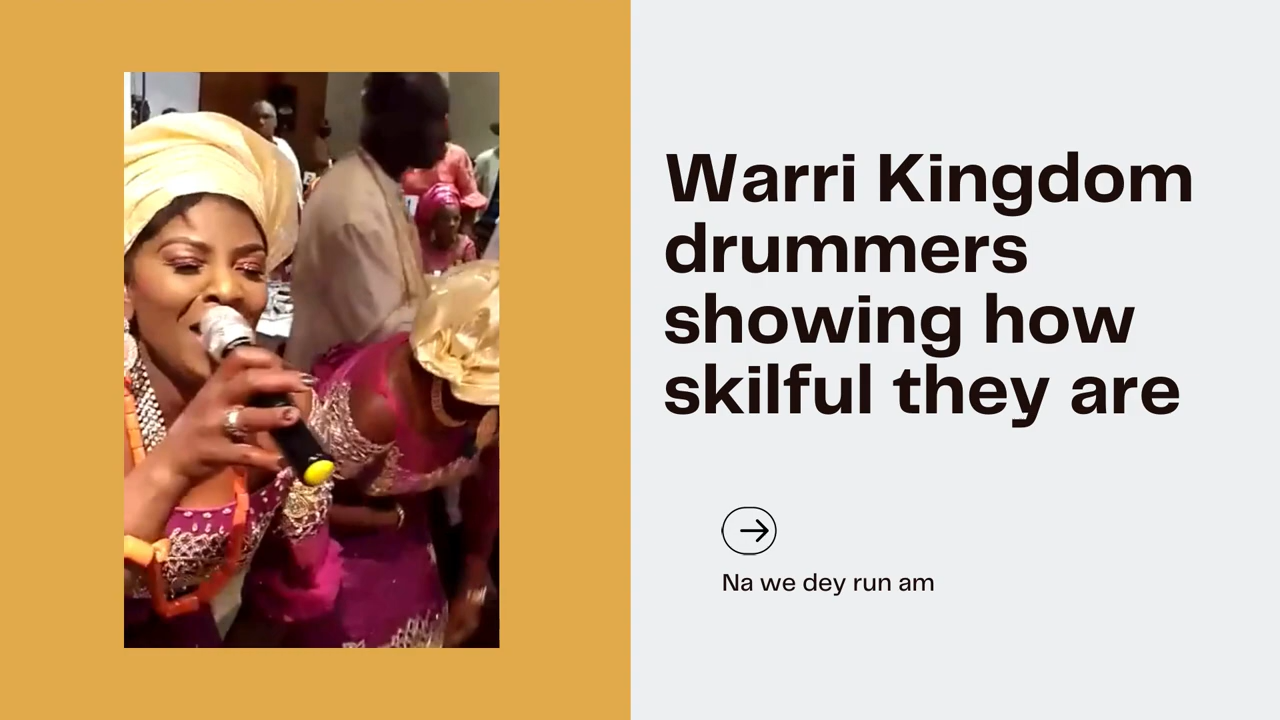 Warri Kingdom
drummers
showing how
skilful they are
Na we dey run am